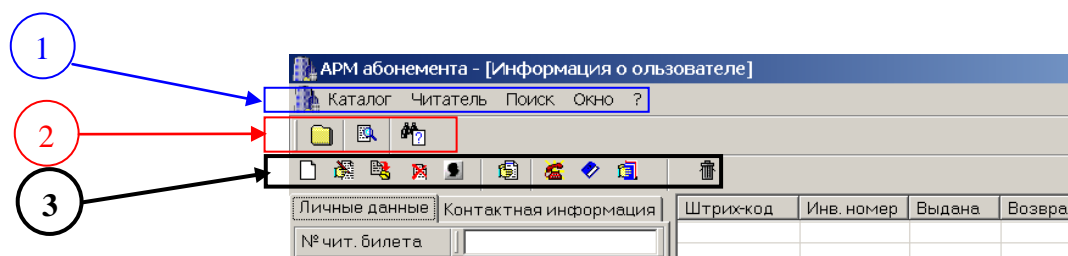 1
АРМ абонемента - [Информация о ользователе]
Каталог Читатель Поиск Окно ?
2
?
3
Личные данные Контактная информация Штрих-код Инв. номер Выдана Возвра
№ чит. билета